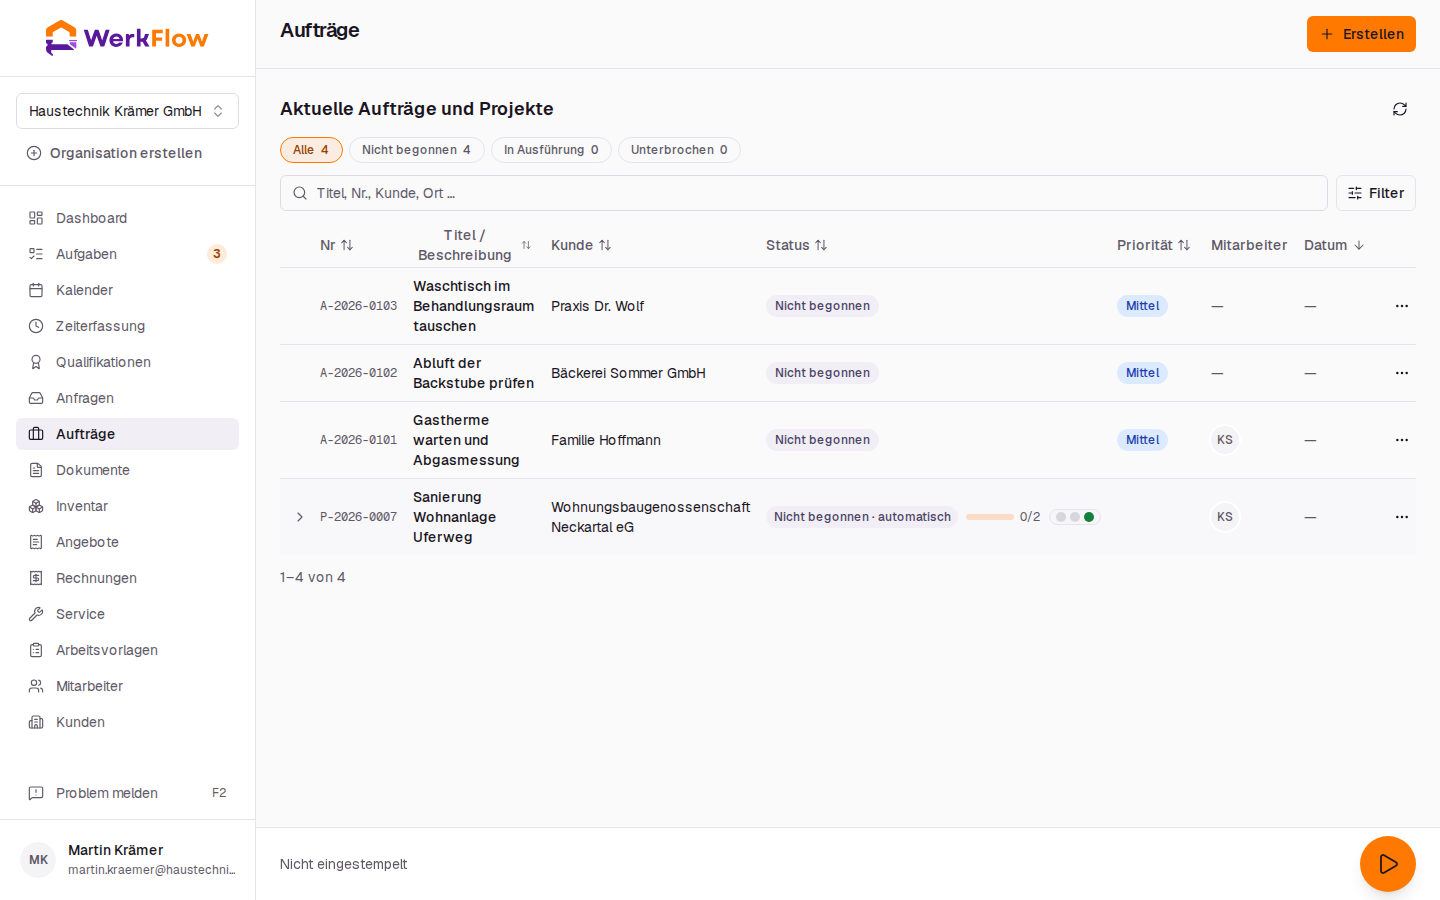 WerkFlow
Haustechnik Krämer GmbH
Organisation erstellen
Dashboard
Aufgaben 3
Kalender
Zeiterfassung
Qualifikationen
Anfragen
Aufträge
Dokumente
Inventar
Angebote
Rechnungen
Service
Arbeitsvorlagen
Mitarbeiter
Kunden
Problem melden F2
MK
Martin Krämer
martin.kraemer@haustechni...
Aufträge
Erstellen
Aktuelle Aufträge und Projekte
Alle 4 Nicht begonnen 4 In Ausführung 0 Unterbrochen 0
Titel, Nr., Kunde, Ort ...
Filter
Nr Titel / Beschreibung Kunde Status Priorität Mitarbeiter Datum
A-2026-0103 Waschtisch im Behandlungsraum tauschen Praxis Dr. Wolf Nicht begonnen Mittel — —
A-2026-0102 Abluft der Backstube prüfen Bäckerei Sommer GmbH Nicht begonnen Mittel — —
A-2026-0101 Gastherme warten und Abgasmessung Familie Hoffmann Nicht begonnen Mittel KS —
P-2026-0007 Sanierung Wohnanlage Uferweg Wohnungsbaugenossenschaft Neckartal eG Nicht begonnen · automatisch 0/2 KS —
1–4 von 4
Nicht eingestempelt